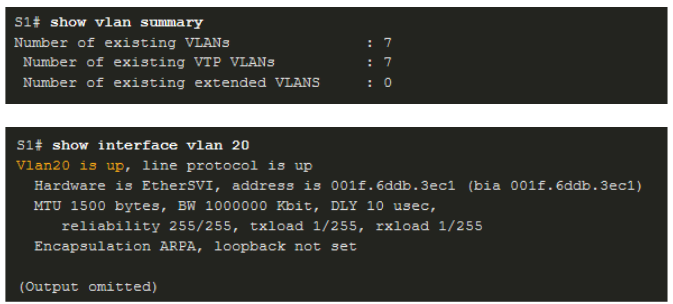 S1# show vlan summary
Number of existing VLANs : 7
Number of existing VTP VLANs : 7
Number of existing extended VLANS : 0
S1# show interface vlan 20
Vlan20 is up, line protocol is up
Hardware is EtherSVI, address is 001f.6ddb.3ec1 (bia 001f.6ddb.3ec1)
MTU 1500 bytes, BW 1000000 Kbit, DLY 10 usec,
reliability 255/255, txload 1/255, rxload 1/255
Encapsulation ARPA, loopback not set
(Output omitted)